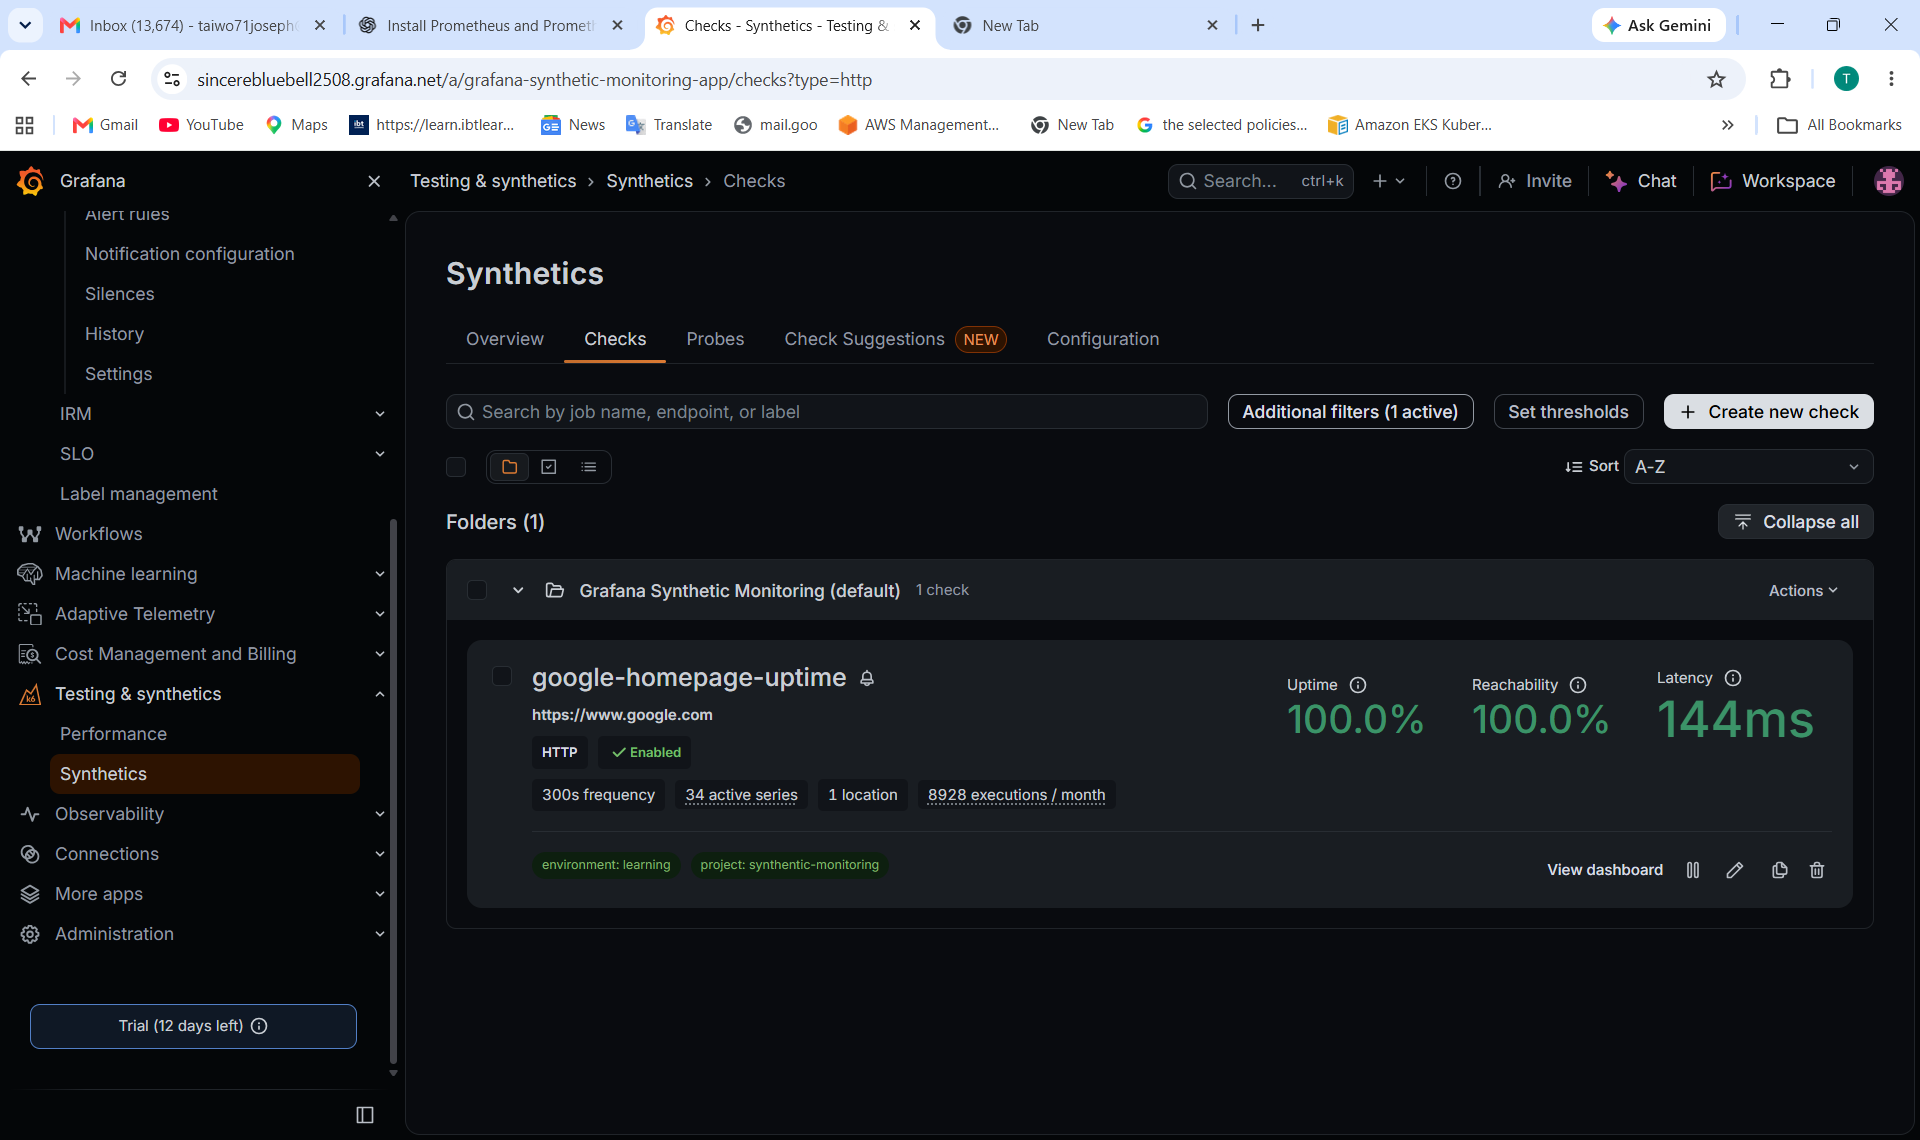 Inbox (13,674) - taiwo71joseph
Install Prometheus and Prometh
Checks - Synthetics - Testing &
New Tab
Ask Gemini
sincerebluebell2508.grafana.net/a/grafana-synthetic-monitoring-app/checks?type=http
T
Gmail
YouTube
Maps
ibt
https://learn.ibtlear...
News
Translate
mail.goo
AWS Management...
New Tab
the selected policies...
Amazon EKS Kuber...
All Bookmarks
Grafana
Testing & synthetics › Synthetics › Checks
Search... ctrl+k
Invite
Chat
Workspace
Alert rules
Notification configuration
Silences
History
Settings
IRM
SLO
Label management
Workflows
Machine learning
Adaptive Telemetry
Cost Management and Billing
Testing & synthetics
Performance
Synthetics
Observability
Connections
More apps
Administration
Trial (12 days left)
Synthetics
Overview
Checks
Probes
Check Suggestions NEW
Configuration
Search by job name, endpoint, or label
Additional filters (1 active)
Set thresholds
+ Create new check
Sort A-Z
Folders (1)
Collapse all
Grafana Synthetic Monitoring (default) 1 check
Actions
google-homepage-uptime
https://www.google.com
HTTP
Enabled
300s frequency
34 active series
1 location
8928 executions / month
Uptime
100.0%
Reachability
100.0%
Latency
144ms
environment: learning
project: synthentic-monitoring
View dashboard